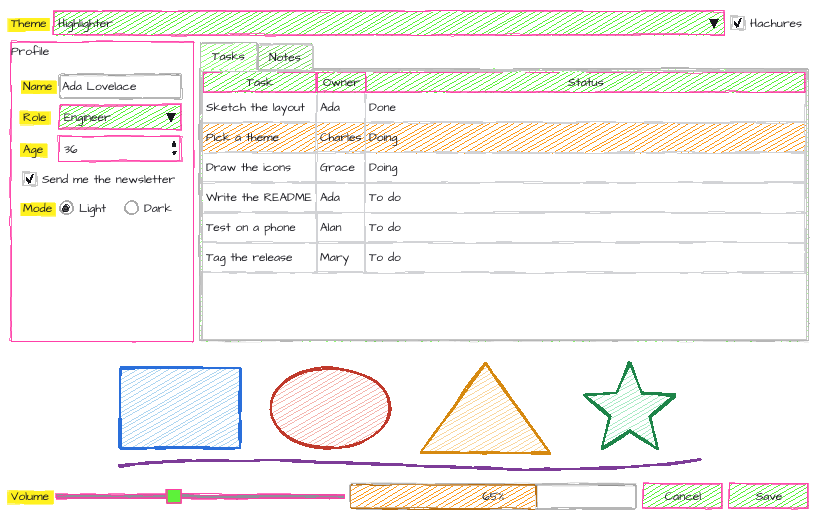 Theme Highlighter Hachures
Profile
Name Ada Lovelace
Role Engineer
Age 36
Send me the newsletter
Mode Light Dark
Tasks Notes
Task Owner Status
Sketch the layout Ada Done
Pick a theme Charles Doing
Draw the icons Grace Doing
Write the README Ada To do
Test on a phone Alan To do
Tag the release Mary To do
Volume 65% Cancel Save